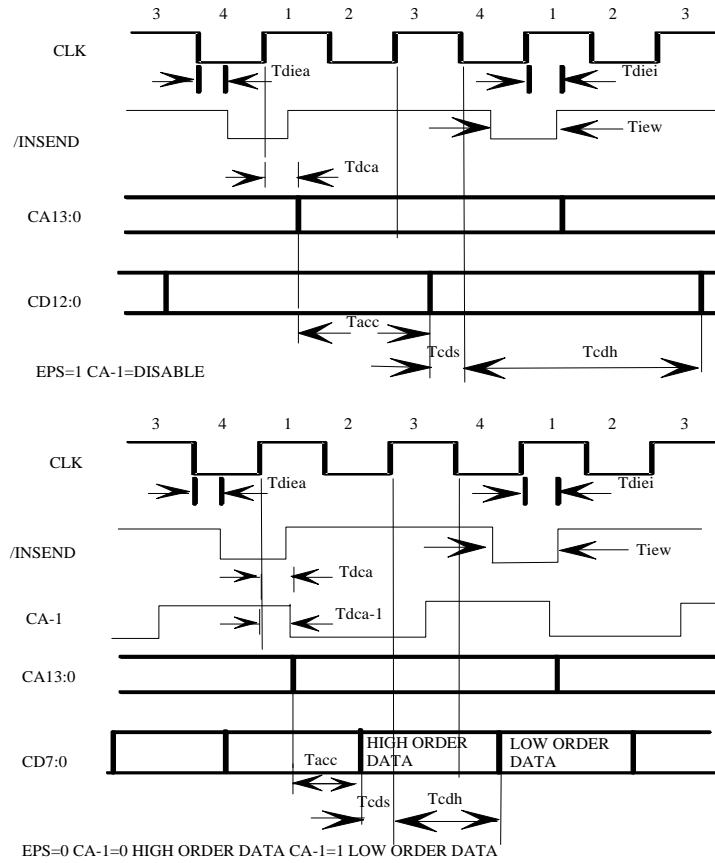 3 4 1 2 3 4 1 2 3
CLK
Tdiea Tdiei
/INSEND
Tiew
Tdca
CA13:0
CD12:0
Tacc
Tcds Tcdh
EPS=1 CA-1=DISABLE
3 4 1 2 3 4 1 2 3
CLK
Tdiea Tdiei
/INSEND
Tiew
Tdca
CA-1
Tdca-1
CA13:0
CD7:0
HIGH ORDER DATA
LOW ORDER DATA
Tacc
Tcds Tcdh
EPS=0 CA-1=0 HIGH ORDER DATA CA-1=1 LOW ORDER DATA